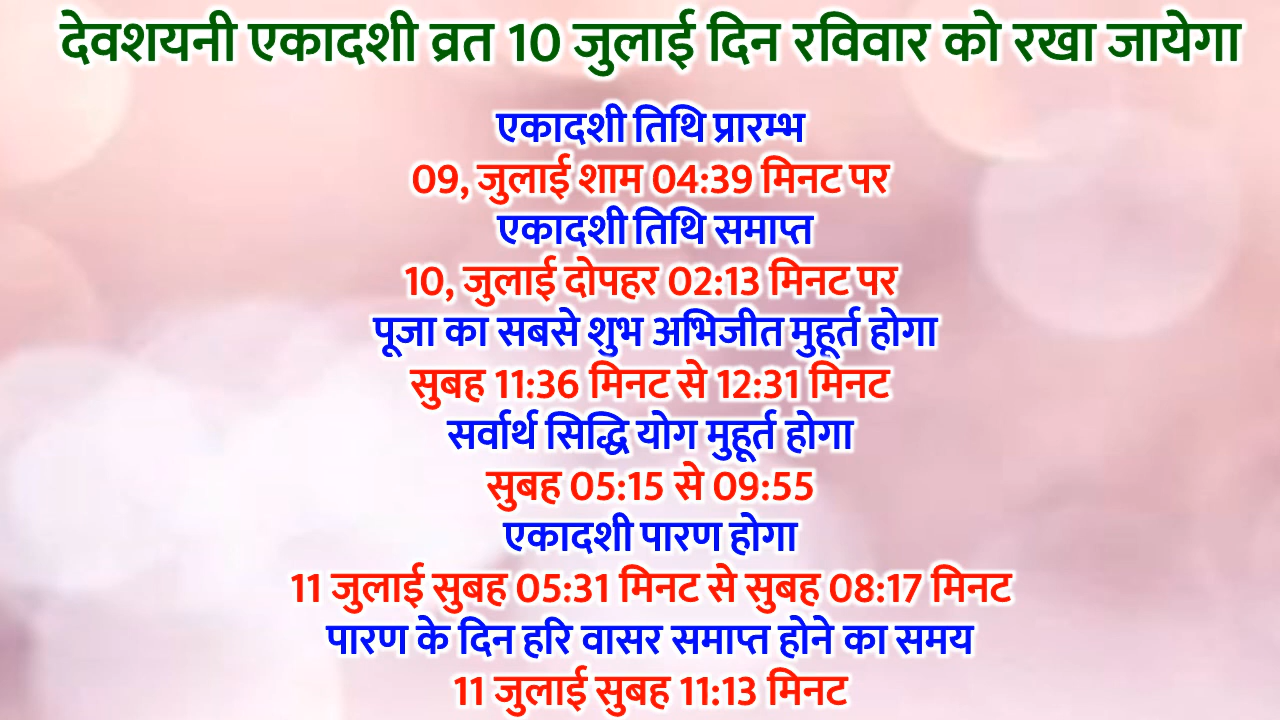 देवशयनी एकादशी व्रत 10 जुलाई दिन रविवार को रखा जायेगा
एकादशी तिथि प्रारम्भ
09, जुलाई शाम 04:39 मिनट पर
एकादशी तिथि समाप्त
10, जुलाई दोपहर 02:13 मिनट पर
पूजा का सबसे शुभ अभिजीत मुहूर्त होगा
सुबह 11:36 मिनट से 12:31 मिनट
सर्वार्थ सिद्धि योग मुहूर्त होगा
सुबह 05:15 से 09:55
एकादशी पारण होगा
11 जुलाई सुबह 05:31 मिनट से सुबह 08:17 मिनट
पारण के दिन हरि वासर समाप्त होने का समय
11 जुलाई सुबह 11:13 मिनट